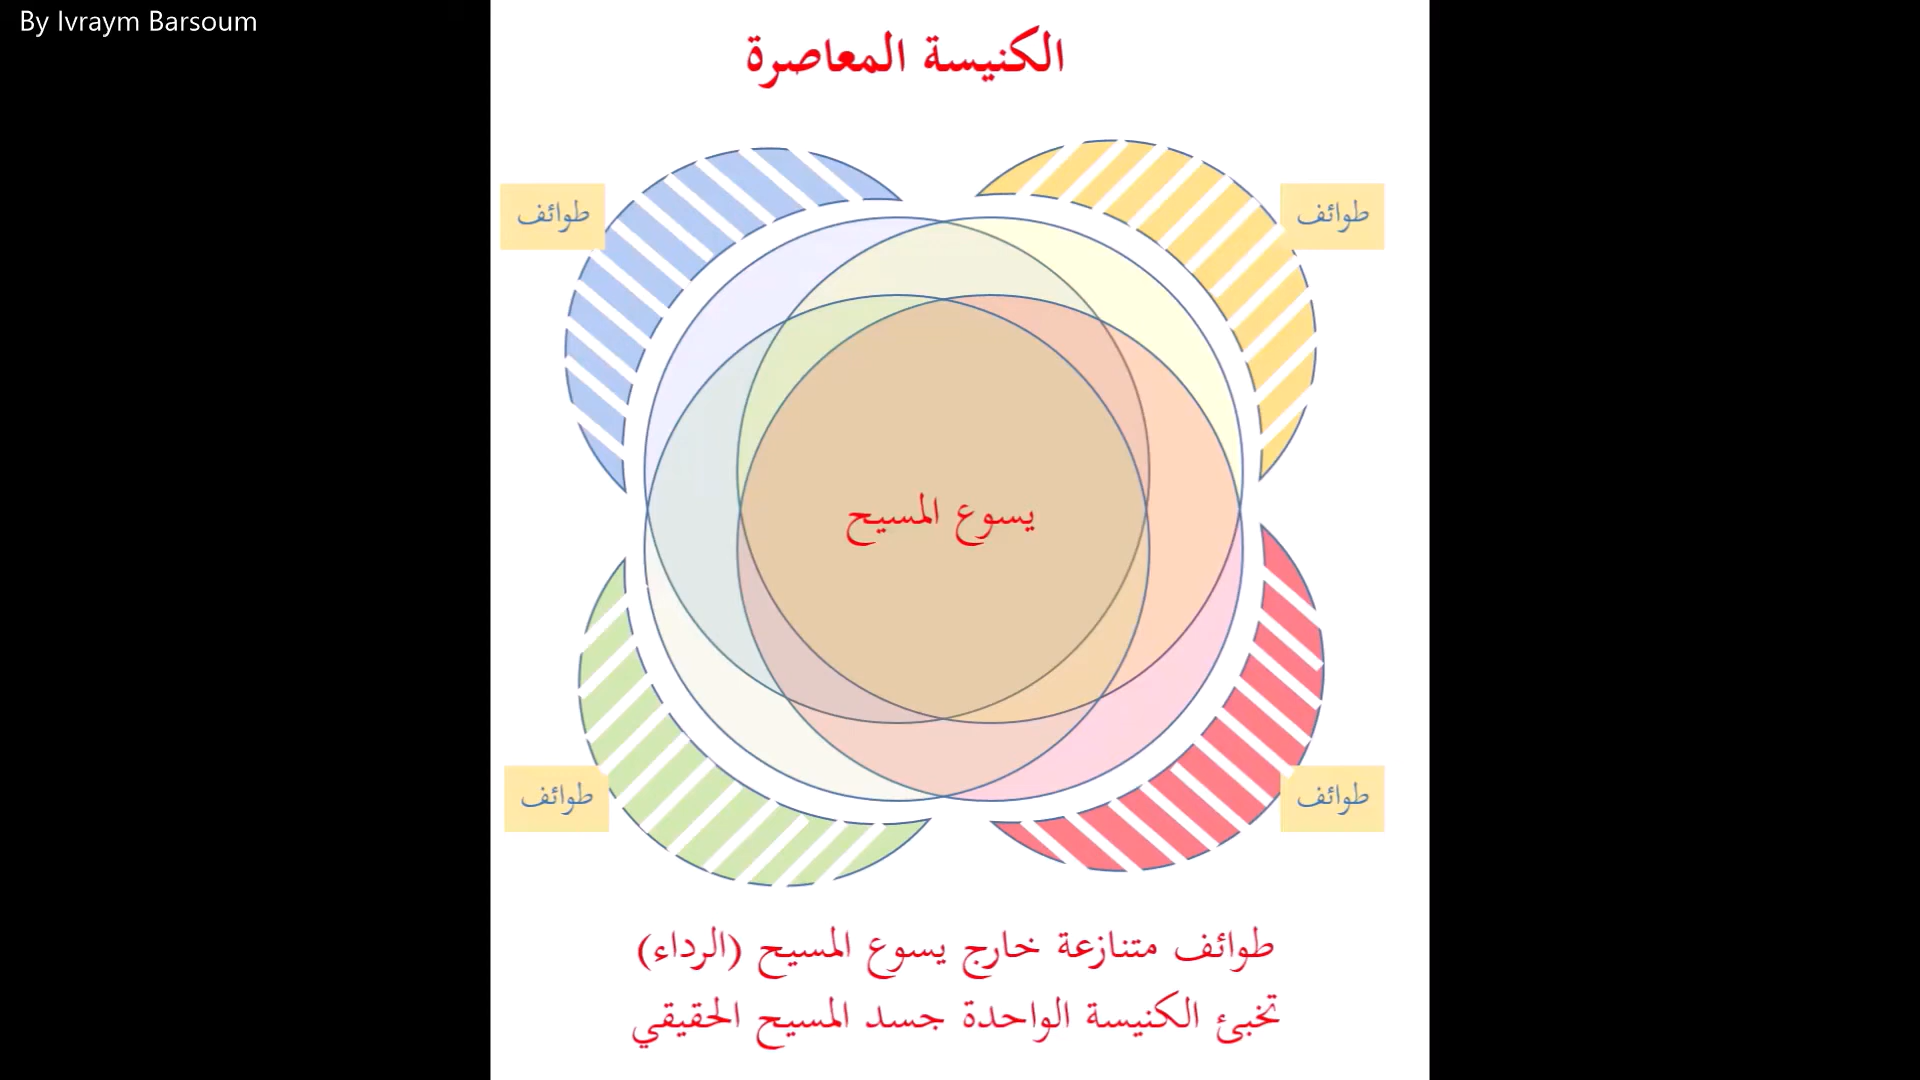 By Ivraym Barsoum
الكنيسة المعاصرة
طوائف
طوائف
يسوع المسيح
طوائف
طوائف
طوائف متنازعة خارج يسوع المسيح (الرداء)
تخبئ الكنيسة الواحدة جسد المسيح الحقيقي